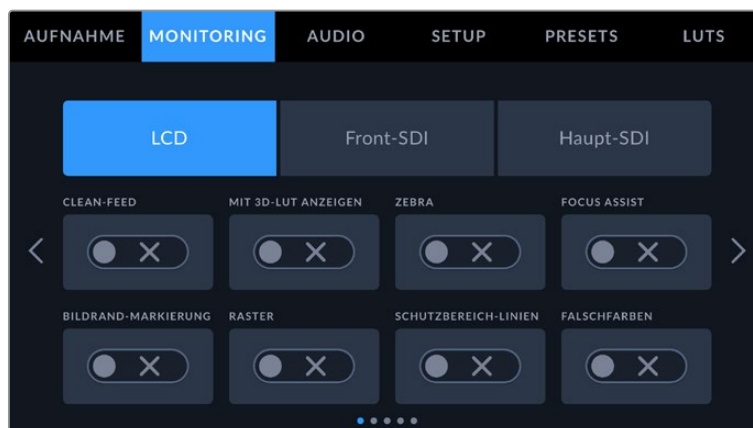 AUFNAHME MONITORING AUDIO SETUP PRESETS LUTS
LCD Front-SDI Haupt-SDI
CLEAN-FEED MIT 3D-LUT ANZEIGEN ZEBRA FOCUS ASSIST
BILDRAND-MARKIERUNG RASTER SCHUTZBEREICH-LINIEN FALSCHFARBEN